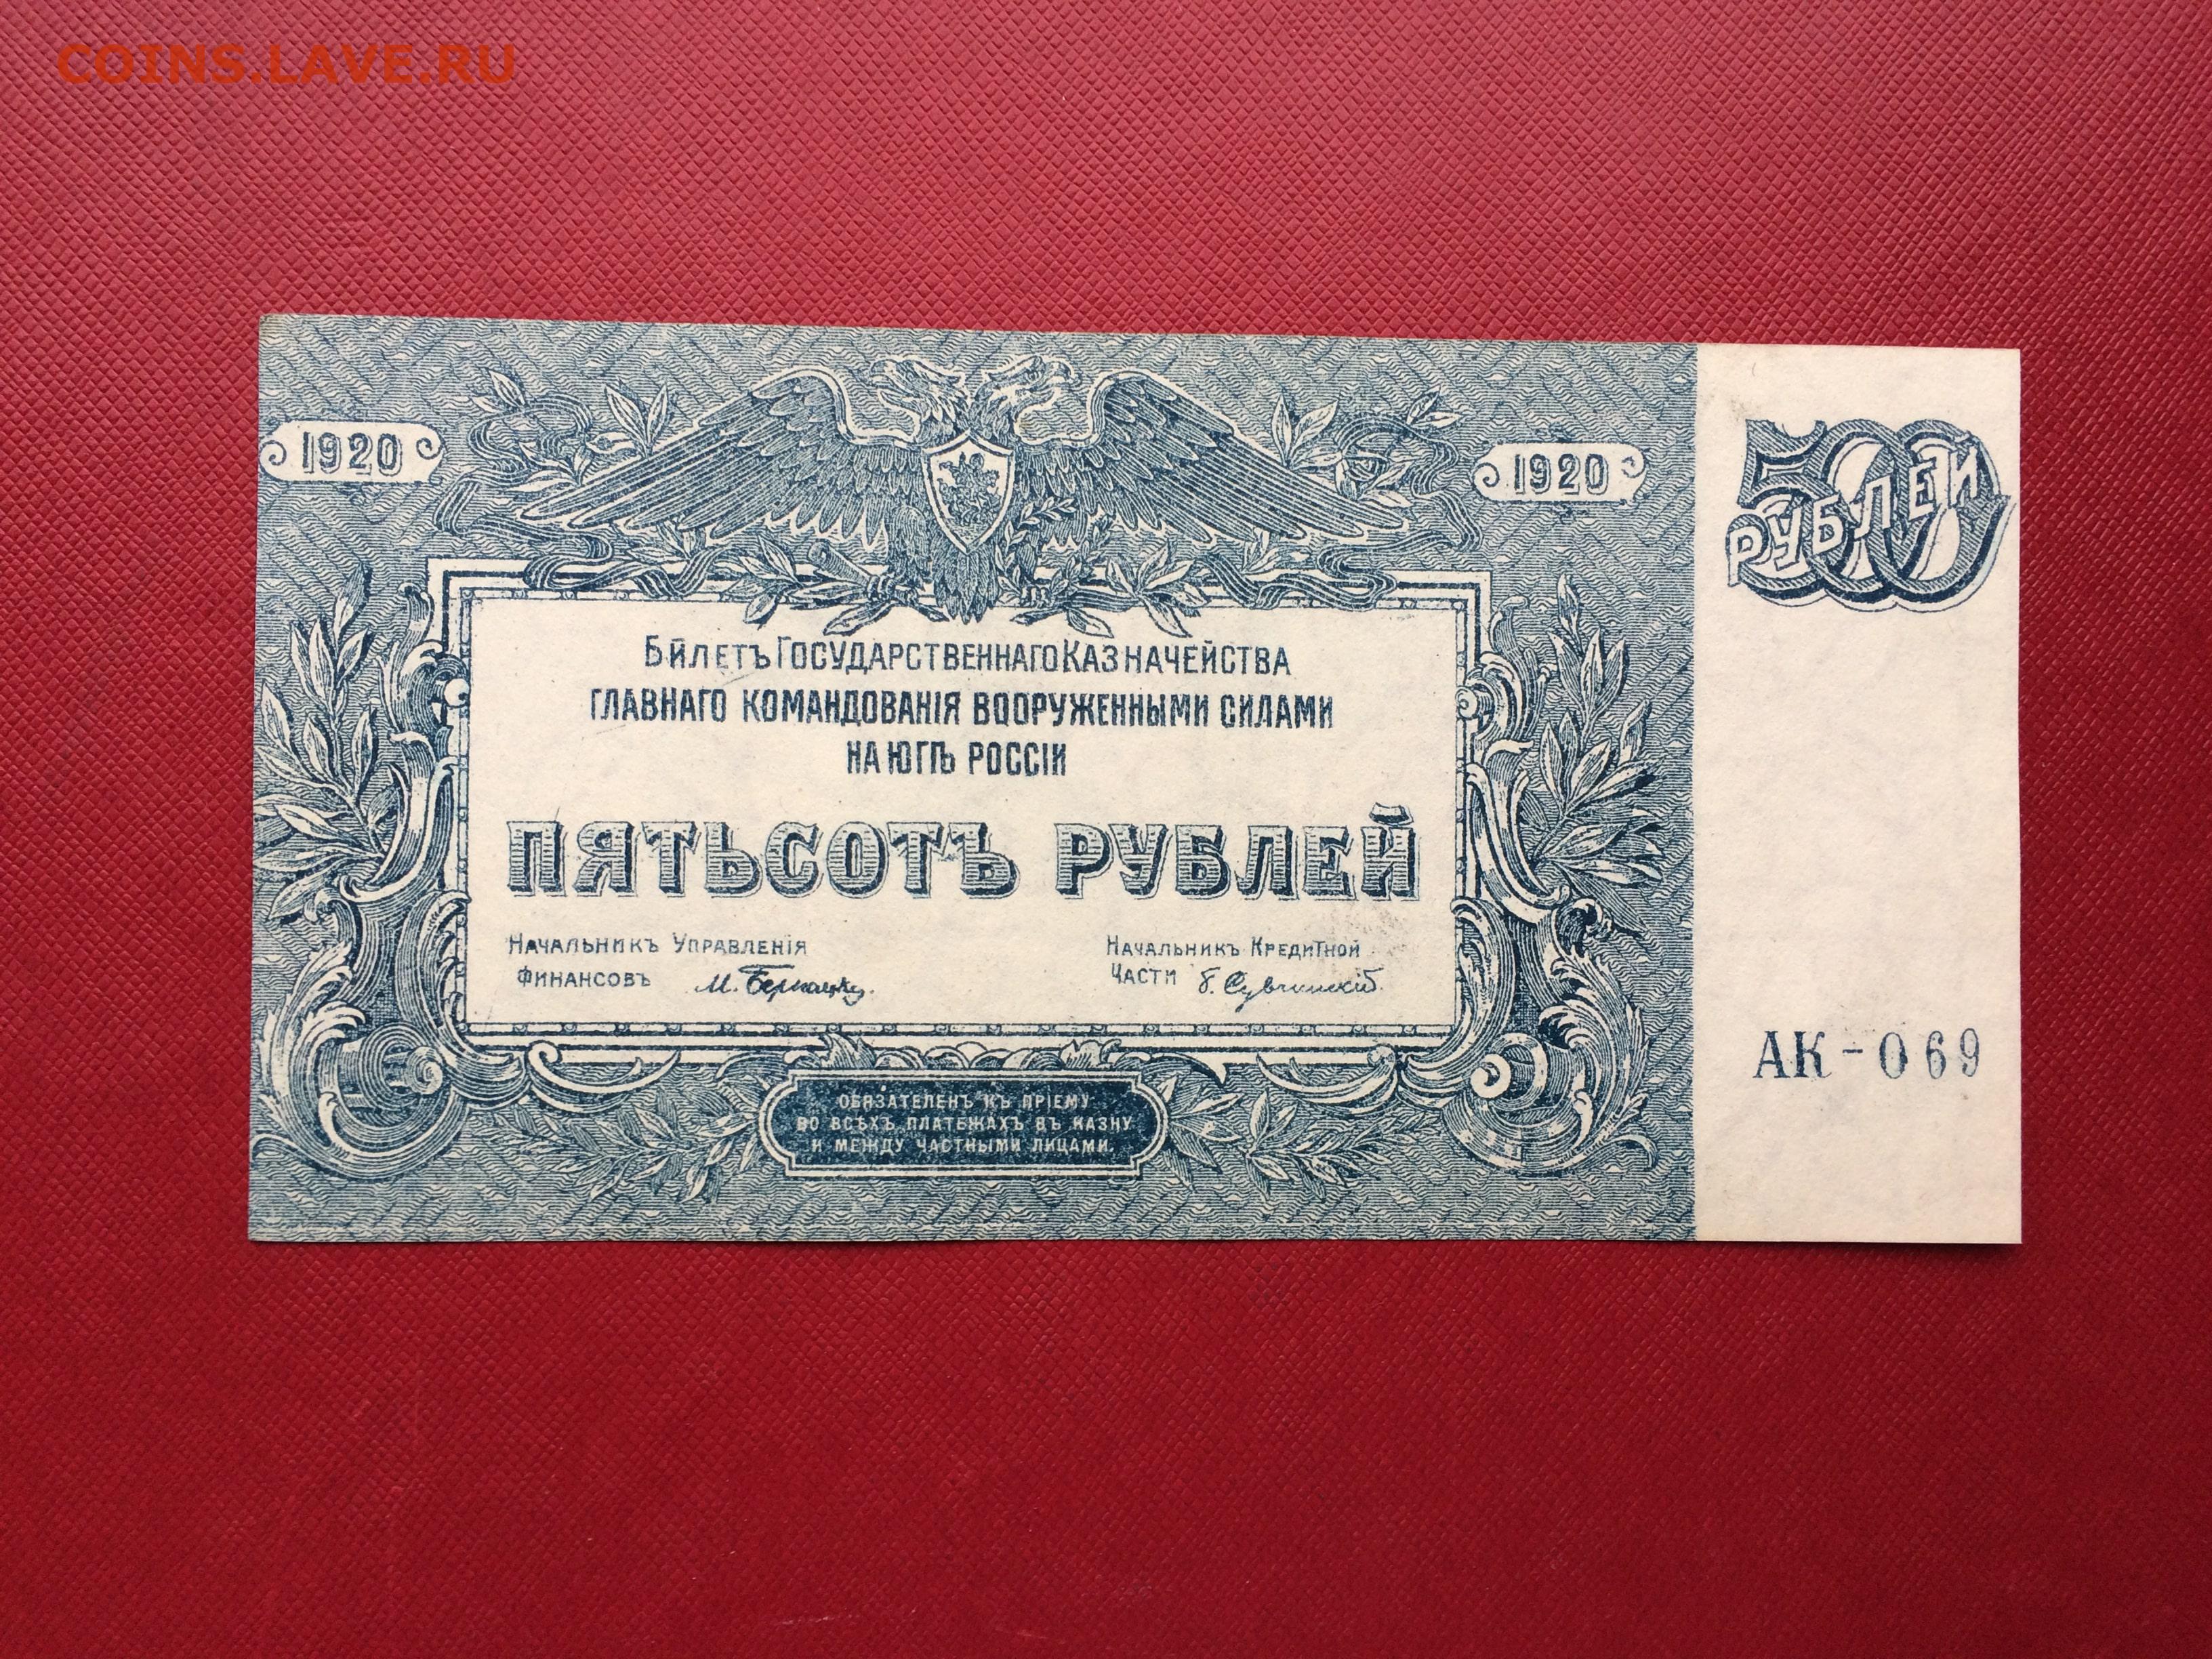 COINS.LAVE.RU
1920
1920
500
РУБЛЕЙ
БИЛЕТЪ ГОСУДАРСТВЕННАГО КАЗНАЧЕЙСТВА
ГЛАВНАГО КОМАНДОВАНІЯ ВООРУЖЕННЫМИ СИЛАМИ
НА ЮГѢ РОССІИ
ПЯТЬСОТЪ РУБЛЕЙ
НАЧАЛЬНИКЪ УПРАВЛЕНІЯ
ФИНАНСОВЪ М. Бернацкій
НАЧАЛЬНИКЪ КРЕДИТНОЙ
ЧАСТИ Б. Сувчинскій
АК-069
ОБЯЗАТЕЛЕНЪ КЪ ПРІЕМУ
ВО ВСѢХЪ ПЛАТЕЖАХЪ ВЪ КАЗНУ
И МЕЖДУ ЧАСТНЫМИ ЛИЦАМИ.